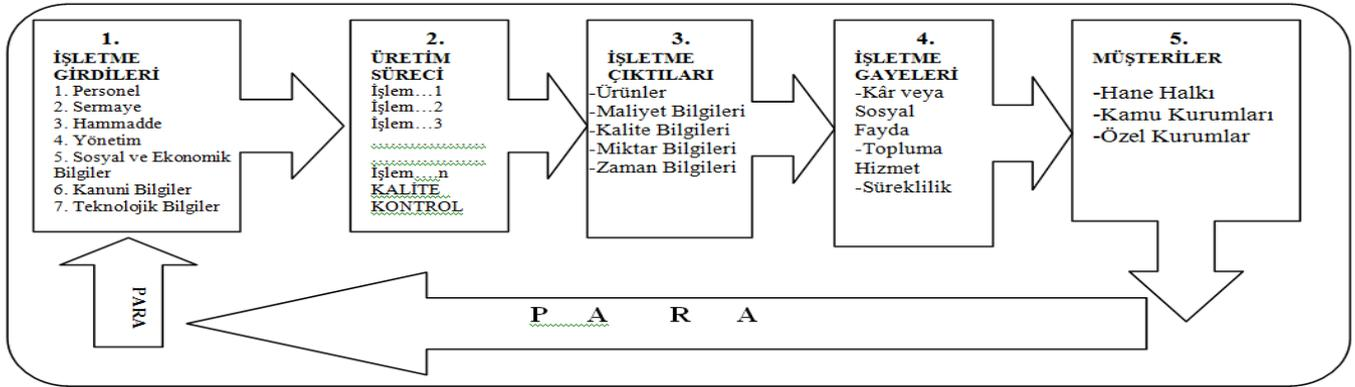 1.
İŞLETME
GİRDİLERİ
1. Personel
2. Sermaye
3. Hammadde
4. Yönetim
5. Sosyal ve Ekonomik
Bilgiler
6. Kanuni Bilgiler
7. Teknolojik Bilgiler
2.
ÜRETİM
SÜRECİ
İşlem…1
İşlem…2
İşlem…3
………………………
………………………
İşlem……n
KALİTE
KONTROL
3.
İŞLETME
ÇIKTILARI
-Ürünler
-Maliyet Bilgileri
-Kalite Bilgileri
-Miktar Bilgileri
-Zaman Bilgileri
4.
İŞLETME
GAYELERİ
-Kâr veya
Sosyal
Fayda
-Topluma
Hizmet
-Süreklilik
5.
MÜŞTERİLER
-Hane Halkı
-Kamu Kurumları
-Özel Kurumlar
PARA
P A R A